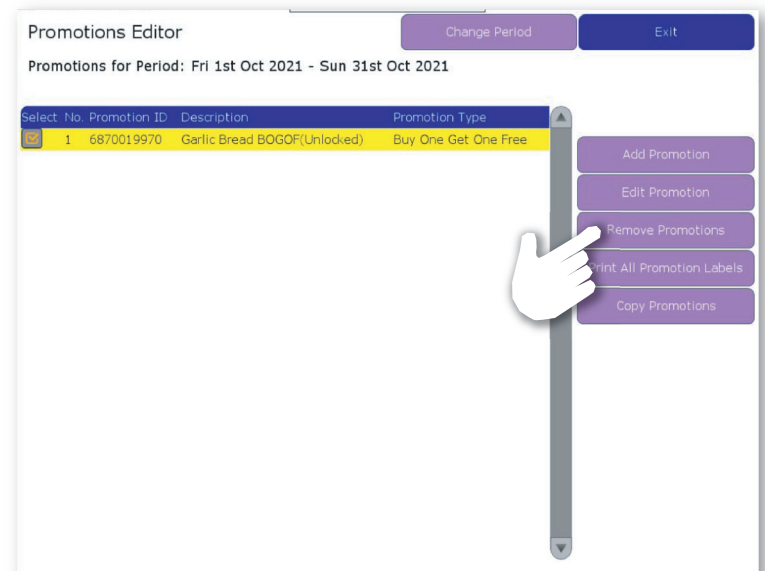 Promotions Editor
Change Period
Exit
Promotions for Period: Fri 1st Oct 2021 - Sun 31st Oct 2021
Select No. Promotion ID Description Promotion Type
1 6870019970 Garlic Bread BOGOF(Unlocked) Buy One Get One Free
Add Promotion
Edit Promotion
Remove Promotions
Print All Promotion Labels
Copy Promotions